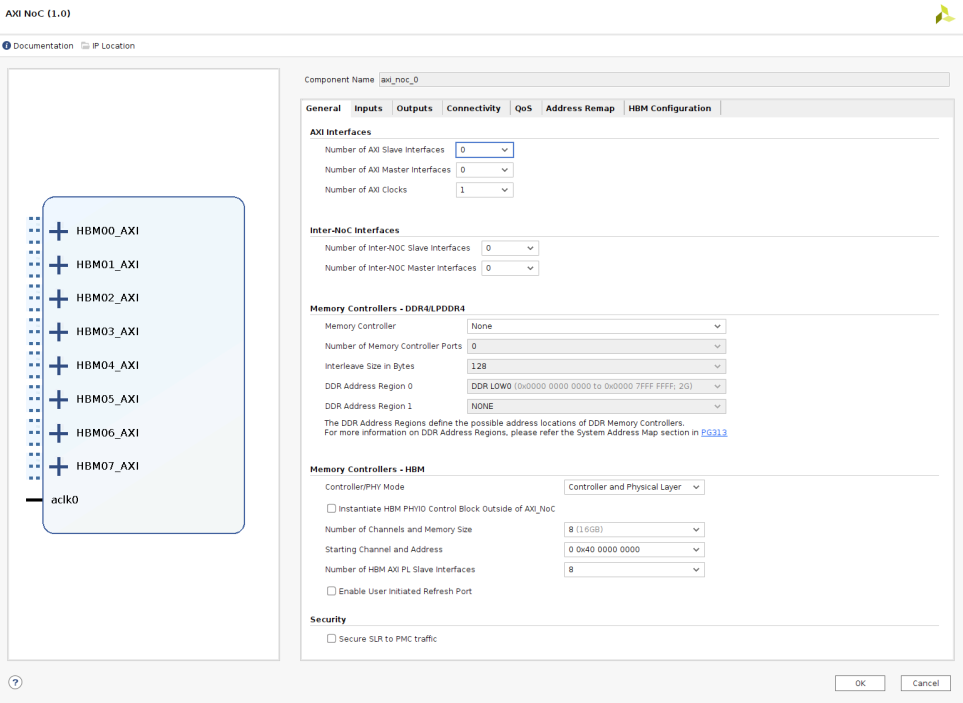 AXI NoC (1.0)
Documentation IP Location
HBM00_AXI
HBM01_AXI
HBM02_AXI
HBM03_AXI
HBM04_AXI
HBM05_AXI
HBM06_AXI
HBM07_AXI
aclk0
Component Name axi_noc_0
General Inputs Outputs Connectivity QoS Address Remap HBM Configuration
AXI Interfaces
Number of AXI Slave Interfaces 0
Number of AXI Master Interfaces 0
Number of AXI Clocks 1
Inter-NoC Interfaces
Number of Inter-NOC Slave Interfaces 0
Number of Inter-NOC Master Interfaces 0
Memory Controllers - DDR4/LPDDR4
Memory Controller None
Number of Memory Controller Ports 0
Interleave Size in Bytes 128
DDR Address Region 0 DDR LOW0 (0x0000 0000 0000 to 0x0000 7FFF FFFF; 2G)
DDR Address Region 1 NONE
The DDR Address Regions define the possible address locations of DDR Memory Controllers.
For more information on DDR Address Regions, please refer the System Address Map section in PG313
Memory Controllers - HBM
Controller/PHY Mode Controller and Physical Layer
Instantiate HBM PHYIO Control Block Outside of AXI_NoC
Number of Channels and Memory Size 8 (16GB)
Starting Channel and Address 0 0x40 0000 0000
Number of HBM AXI PL Slave Interfaces 8
Enable User Initiated Refresh Port
Security
Secure SLR to PMC traffic
? OK Cancel